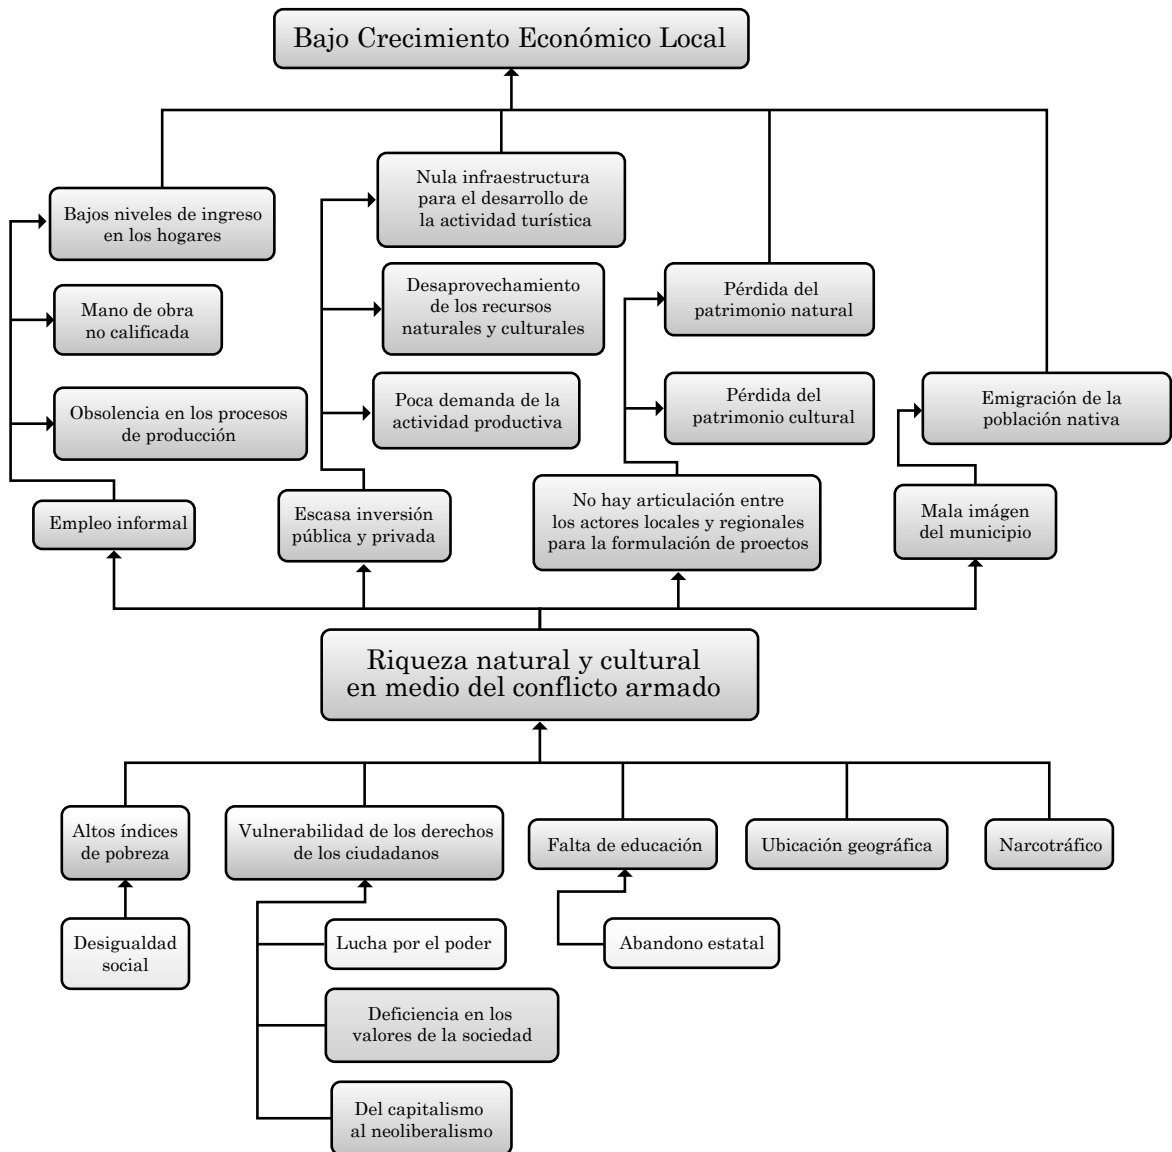 Bajo Crecimiento Económico Local
Nula infraestructura
para el desarrollo de
la actividad turística
Bajos niveles de ingreso
en los hogares
Desaprovechamiento
de los recursos
naturales y culturales
Pérdida del
patrimonio natural
Mano de obra
no calificada
Poca demanda de la
actividad productiva
Pérdida del
patrimonio cultural
Emigración de la
población nativa
Obsolencia en los procesos
de producción
Empleo informal
Escasa inversión
pública y privada
No hay articulación entre
los actores locales y regionales
para la formulación de proectos
Mala imágen
del municipio
Riqueza natural y cultural
en medio del conflicto armado
Altos índices
de pobreza
Vulnerabilidad de los derechos
de los ciudadanos
Falta de educación
Ubicación geográfica
Narcotráfico
Desigualdad
social
Lucha por el poder
Abandono estatal
Deficiencia en los
valores de la sociedad
Del capitalismo
al neoliberalismo